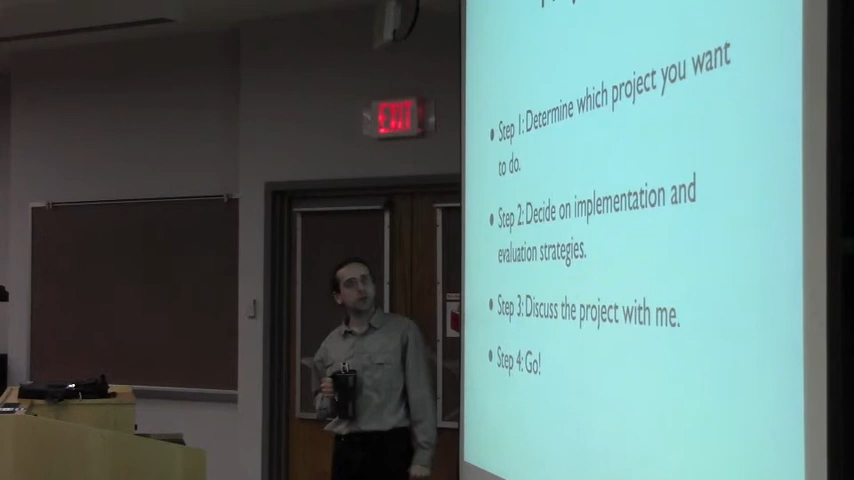 EXIT
• Step 1: Determine which project you want
to do.
• Step 2: Decide on implementation and
evaluation strategies.
• Step 3: Discuss the project with me.
• Step 4: Go!